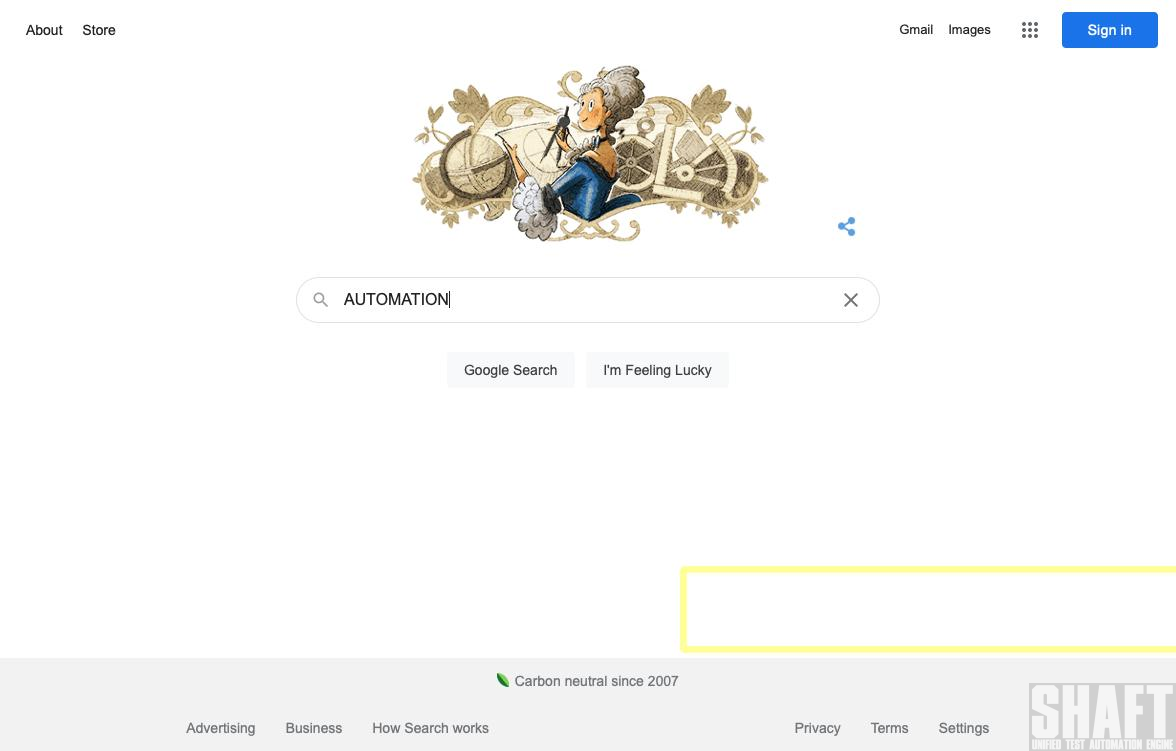 About Store
Gmail Images
Sign in
AUTOMATION
Google Search
I'm Feeling Lucky
Carbon neutral since 2007
Advertising Business How Search works
Privacy Terms Settings
SHAFT
UNIFIED TEST AUTOMATION ENGINE